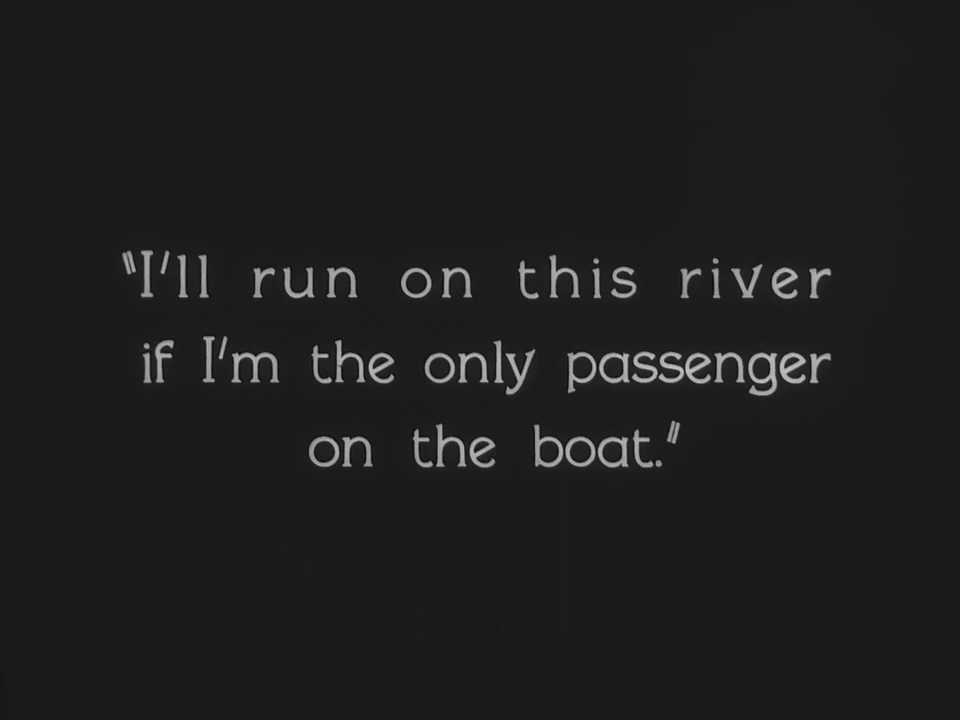 "I'll run on this river
if I'm the only passenger
on the boat."